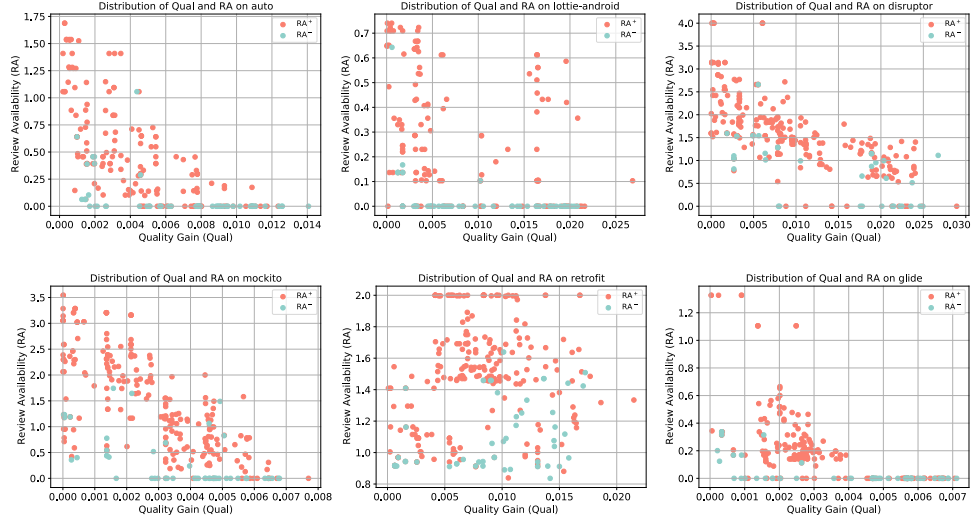 Distribution of Qual and RA on auto
Review Availability (RA)
1.75
1.50
1.25
1.00
0.75
0.50
0.25
0.00
0.000 0.002 0.004 0.006 0.008 0.010 0.012 0.014
Quality Gain (Qual)
RA⁺
RA⁻
Distribution of Qual and RA on lottie-android
Review Availability (RA)
0.7
0.6
0.5
0.4
0.3
0.2
0.1
0.0
0.000 0.005 0.010 0.015 0.020 0.025
Quality Gain (Qual)
RA⁺
RA⁻
Distribution of Qual and RA on disruptor
Review Availability (RA)
4.0
3.5
3.0
2.5
2.0
1.5
1.0
0.5
0.0
0.000 0.005 0.010 0.015 0.020 0.025 0.030
Quality Gain (Qual)
RA⁺
RA⁻
Distribution of Qual and RA on mockito
Review Availability (RA)
3.5
3.0
2.5
2.0
1.5
1.0
0.5
0.0
0.000 0.001 0.002 0.003 0.004 0.005 0.006 0.007 0.008
Quality Gain (Qual)
RA⁺
RA⁻
Distribution of Qual and RA on retrofit
Review Availability (RA)
2.0
1.8
1.6
1.4
1.2
1.0
0.8
0.000 0.005 0.010 0.015 0.020
Quality Gain (Qual)
RA⁺
RA⁻
Distribution of Qual and RA on glide
Review Availability (RA)
1.2
1.0
0.8
0.6
0.4
0.2
0.0
0.000 0.001 0.002 0.003 0.004 0.005 0.006 0.007
Quality Gain (Qual)
RA⁺
RA⁻